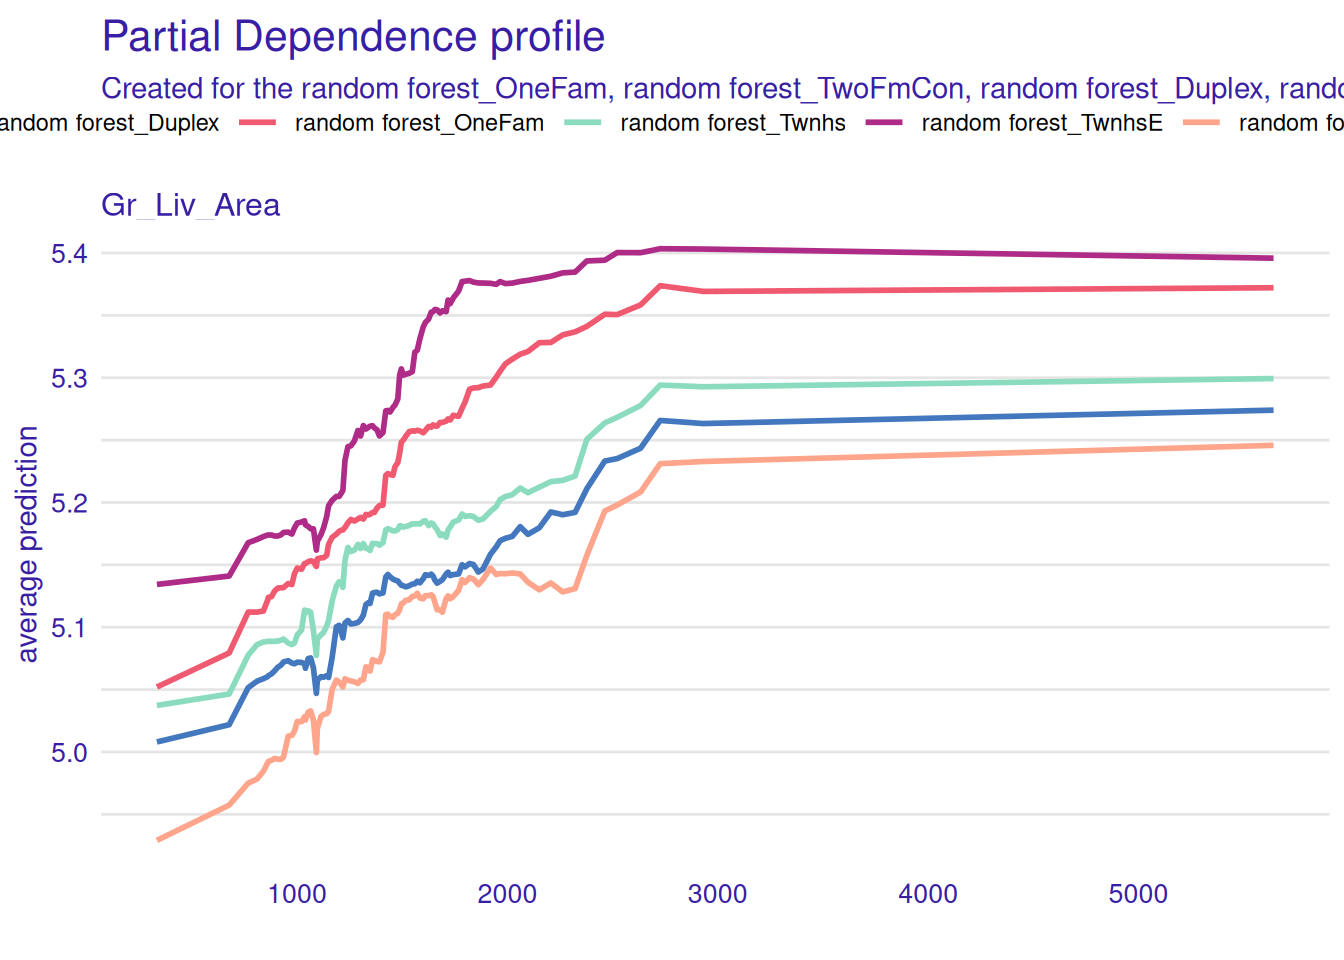 Partial Dependence profile
Created for the random forest_OneFam, random forest_TwoFmCon, random forest_Duplex, rando
andom forest_Duplex random forest_OneFam random forest_Twnhs random forest_TwnhsE random fo
Gr_Liv_Area
5.4
5.3
5.2
5.1
5.0
average prediction
1000 2000 3000 4000 5000